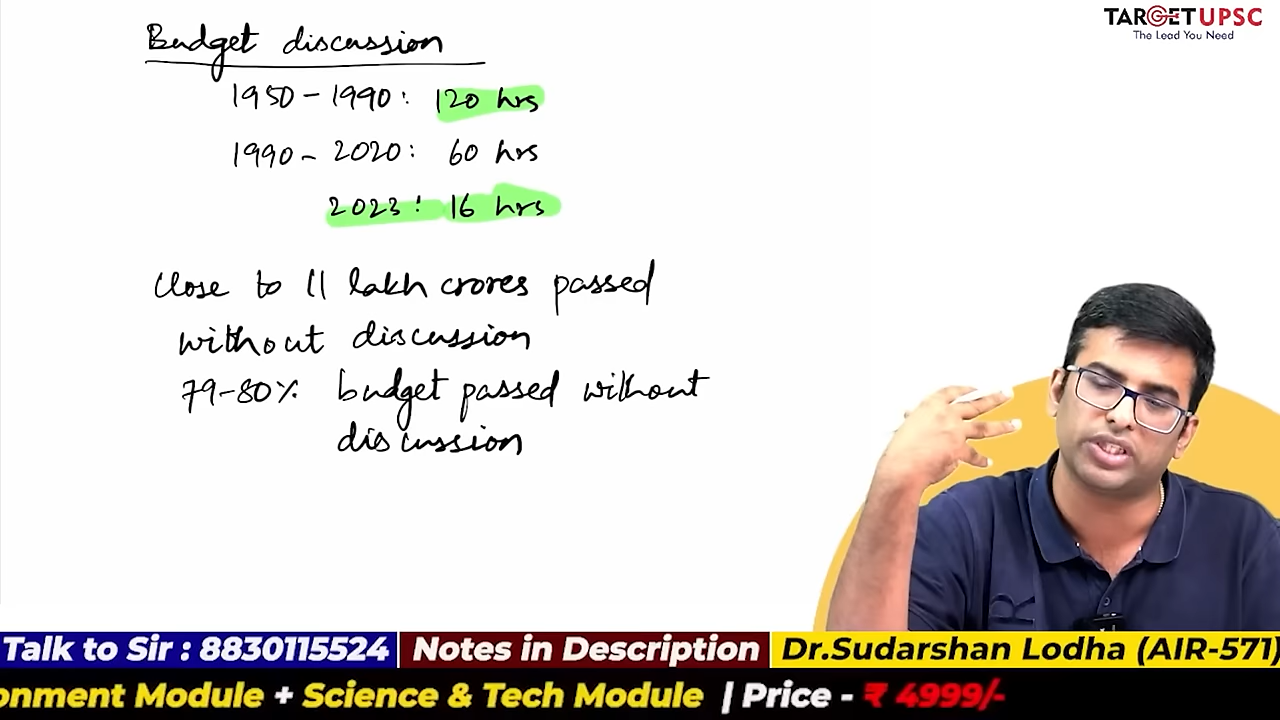 TARGET UPSC
The Lead You Need
Budget discussion
1950 - 1990: 120 hrs
1990 - 2020: 60 hrs
2023: 16 hrs
Close to 11 lakh crores passed
without discussion
79-80% budget passed without
discussion
Talk to Sir : 8830115524 Notes in Description Dr.Sudarshan Lodha (AIR-571)
onment Module + Science & Tech Module | Price - ₹ 4999/-